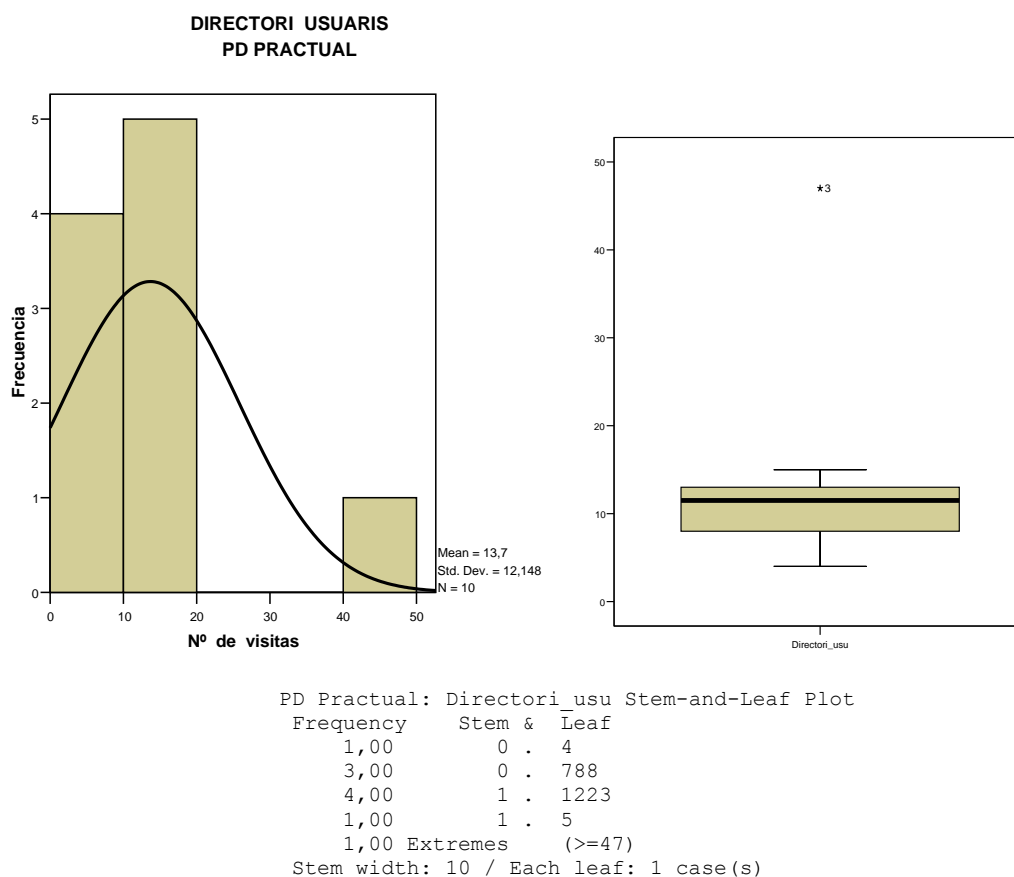 DIRECTORI USUARIS
PD PRACTUAL
Frecuencia
5
4
3
2
1
0
0 10 20 30 40 50
Nº de visitas
Mean = 13,7
Std. Dev. = 12,148
N = 10
50
40
30
20
10
0
*3
Directori_usu
PD Practual: Directori_usu Stem-and-Leaf Plot
Frequency Stem & Leaf
1,00 0 . 4
3,00 0 . 788
4,00 1 . 1223
1,00 1 . 5
1,00 Extremes (>=47)
Stem width: 10 / Each leaf: 1 case(s)